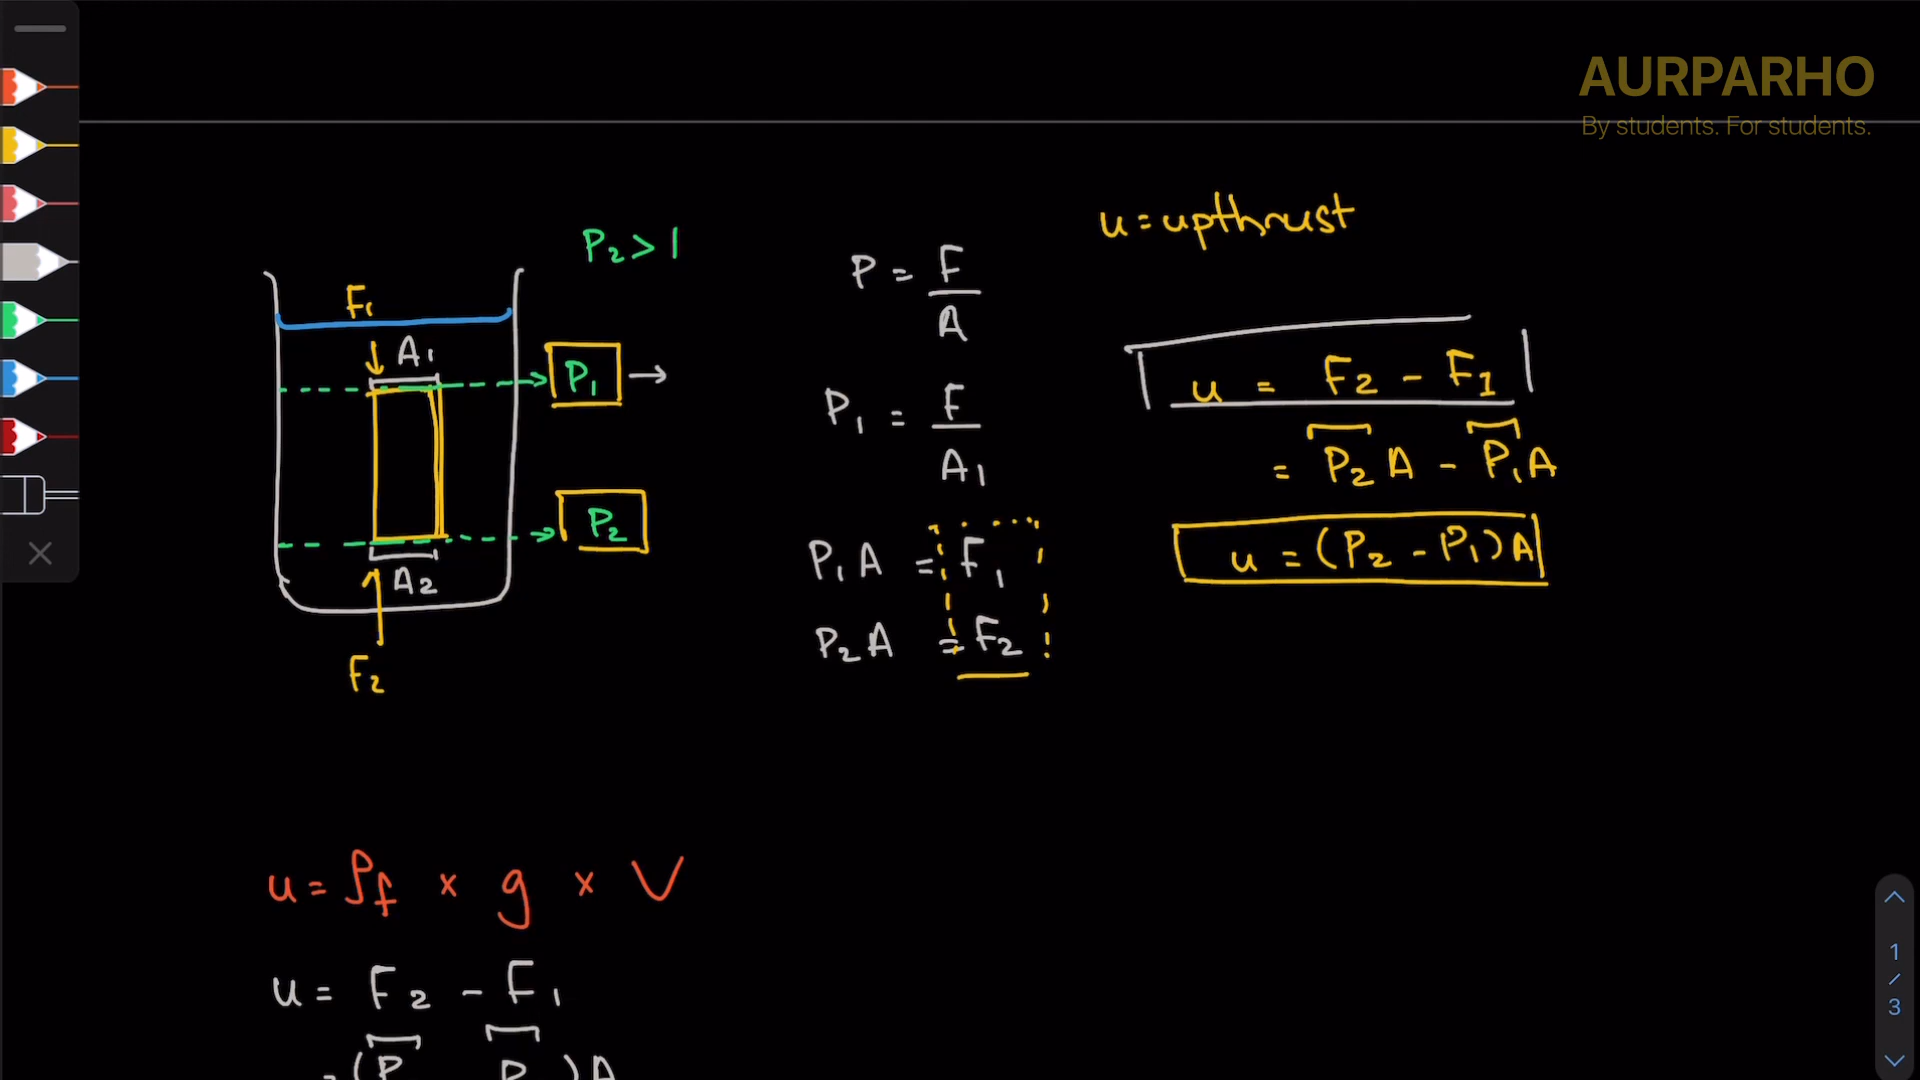 AURPARHO
By students. For students.
u = upthrust
P₂ > 1
P = F/A
F₁
A₁
P₁ →
P₁ = F/A₁
u = F₂ - F₁
= P₂A - P₁A
P₂
A₂
F₂
P₁A = F₁
P₂A = F₂
u = (P₂ - P₁)A
u = ρf × g × V
u = F₂ - F₁
1
/
3